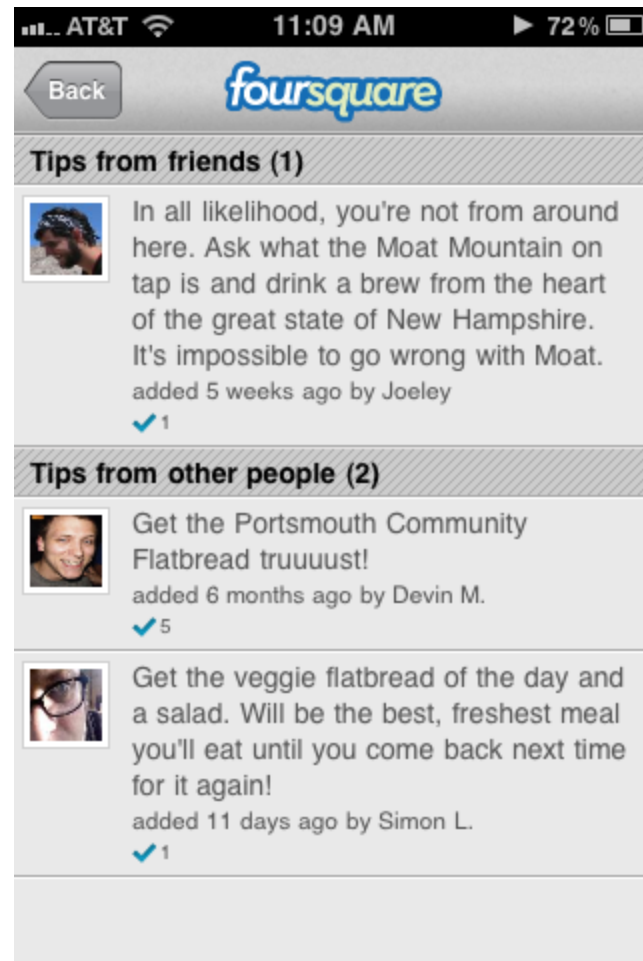 AT&T 11:09 AM 72%
Back foursquare
Tips from friends (1)
In all likelihood, you're not from around
here. Ask what the Moat Mountain on
tap is and drink a brew from the heart
of the great state of New Hampshire.
It's impossible to go wrong with Moat.
added 5 weeks ago by Joeley
1
Tips from other people (2)
Get the Portsmouth Community
Flatbread truuuust!
added 6 months ago by Devin M.
5
Get the veggie flatbread of the day and
a salad. Will be the best, freshest meal
you'll eat until you come back next time
for it again!
added 11 days ago by Simon L.
1